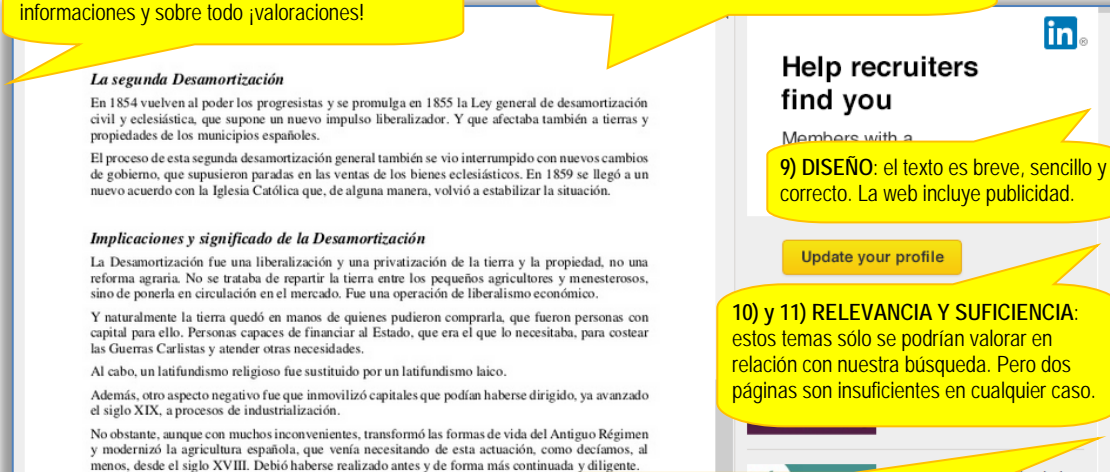 informaciones y sobre todo ¡valoraciones!
La segunda Desamortización
En 1854 vuelven al poder los progresistas y se promulga en 1855 la Ley general de desamortización
civil y eclesiástica, que supone un nuevo impulso liberalizador. Y que afectaba también a tierras y
propiedades de los municipios españoles.
El proceso de esta segunda desamortización general también se vio interrumpido con nuevos cambios
de gobierno, que supusieron paradas en las ventas de los bienes eclesiásticos. En 1859 se llegó a un
nuevo acuerdo con la Iglesia Católica que, de alguna manera, volvió a estabilizar la situación.
Implicaciones y significado de la Desamortización
La Desamortización fue una liberalización y una privatización de la tierra y la propiedad, no una
reforma agraria. No se trataba de repartir la tierra entre los pequeños agricultores y menesterosos,
sino de ponerla en circulación en el mercado. Fue una operación de liberalismo económico.
Y naturalmente la tierra quedó en manos de quienes pudieron comprarla, que fueron personas con
capital para ello. Personas capaces de financiar al Estado, que era el que lo necesitaba, para costear
las Guerras Carlistas y atender otras necesidades.
Al cabo, un latifundismo religioso fue sustituido por un latifundismo laico.
Además, otro aspecto negativo fue que inmovilizó capitales que podían haberse dirigido, ya avanzado
el siglo XIX, a procesos de industrialización.
No obstante, aunque con muchos inconvenientes, transformó las formas de vida del Antiguo Régimen
y modernizó la agricultura española, que venía necesitando de esta actuación, como decíamos, al
menos, desde el siglo XVIII. Debió haberse realizado antes y de forma más continuada y diligente.
in®
Help recruiters
find you
Members with a
9) DISEÑO: el texto es breve, sencillo y
correcto. La web incluye publicidad.
Update your profile
10) y 11) RELEVANCIA Y SUFICIENCIA:
estos temas sólo se podrían valorar en
relación con nuestra búsqueda. Pero dos
páginas son insuficientes en cualquier caso.